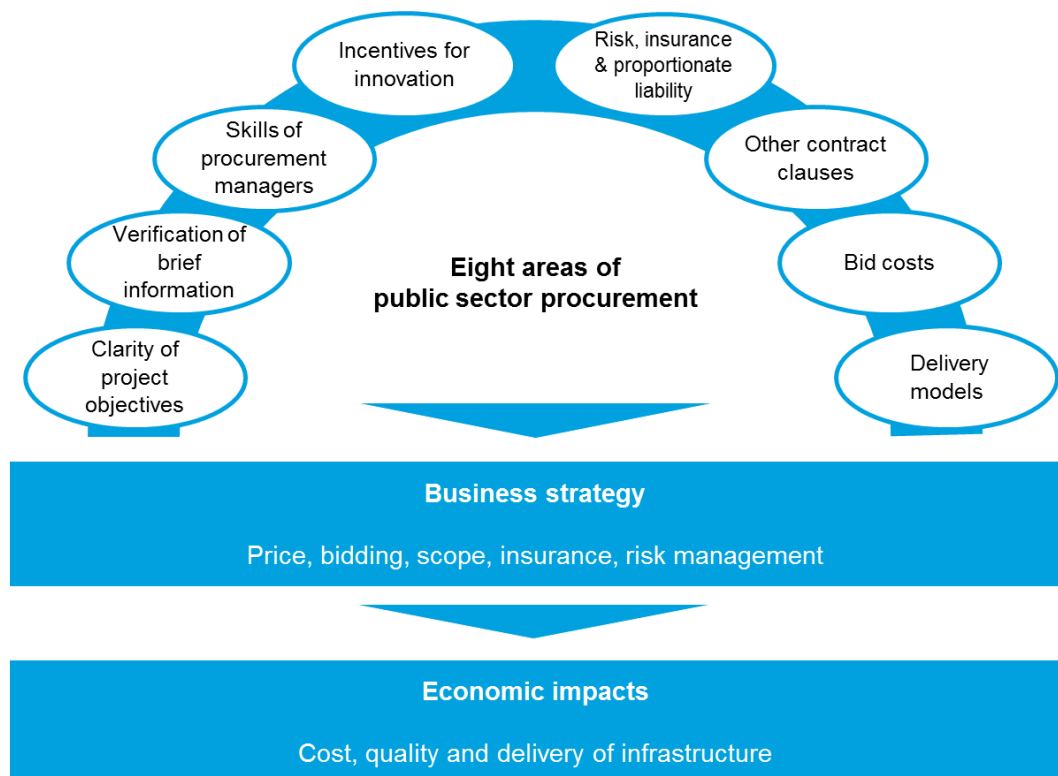 Incentives for
innovation
Risk, insurance
& proportionate
liability
Skills of
procurement
managers
Other contract
clauses
Verification of
brief
information
Eight areas of
public sector procurement
Bid costs
Clarity of
project
objectives
Delivery
models
Business strategy
Price, bidding, scope, insurance, risk management
Economic impacts
Cost, quality and delivery of infrastructure